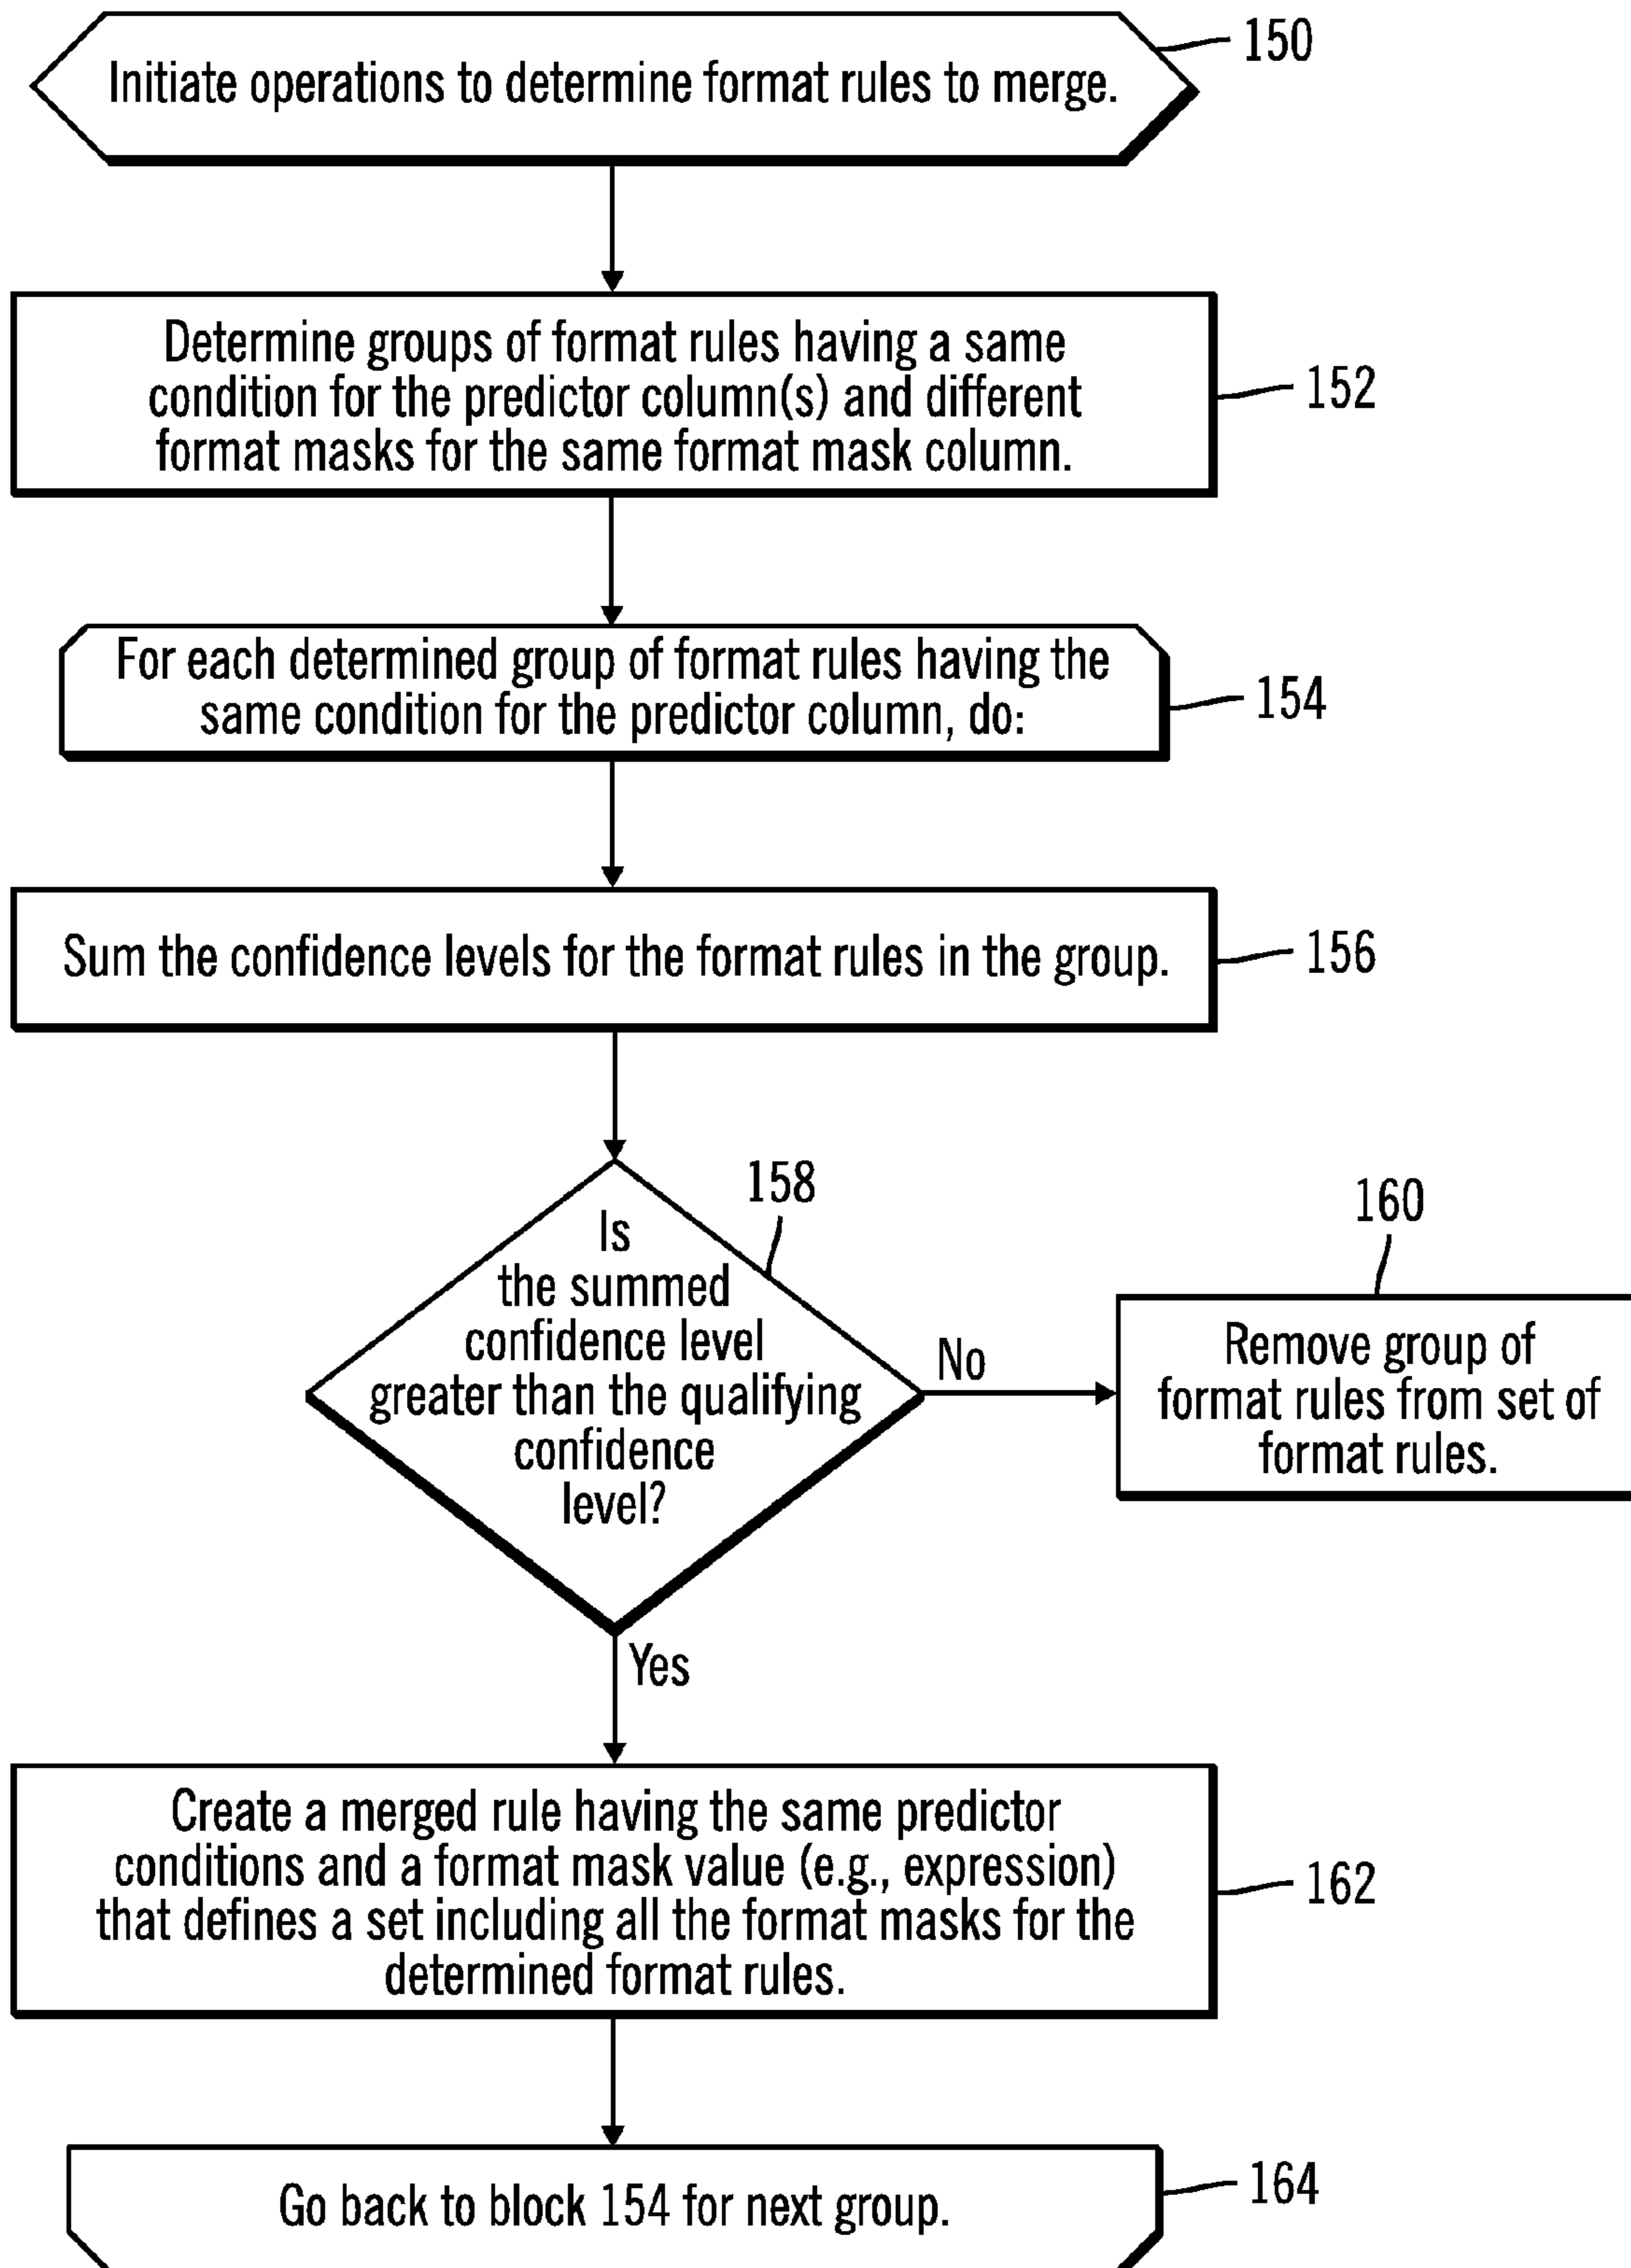 Initiate operations to determine format rules to merge.
150
Determine groups of format rules having a same
condition for the predictor column(s) and different
format masks for the same format mask column.
152
For each determined group of format rules having the
same condition for the predictor column, do:
154
Sum the confidence levels for the format rules in the group.
156
158
Is
the summed
confidence level
greater than the qualifying
confidence
level?
No
160
Remove group of
format rules from set of
format rules.
Yes
Create a merged rule having the same predictor
conditions and a format mask value (e.g., expression)
that defines a set including all the format masks for the
determined format rules.
162
Go back to block 154 for next group.
164